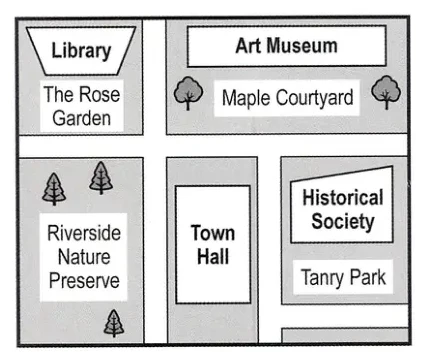 Library
The Rose
Garden
Art Museum
Maple Courtyard
Riverside
Nature
Preserve
Town
Hall
Historical
Society
Tanry Park